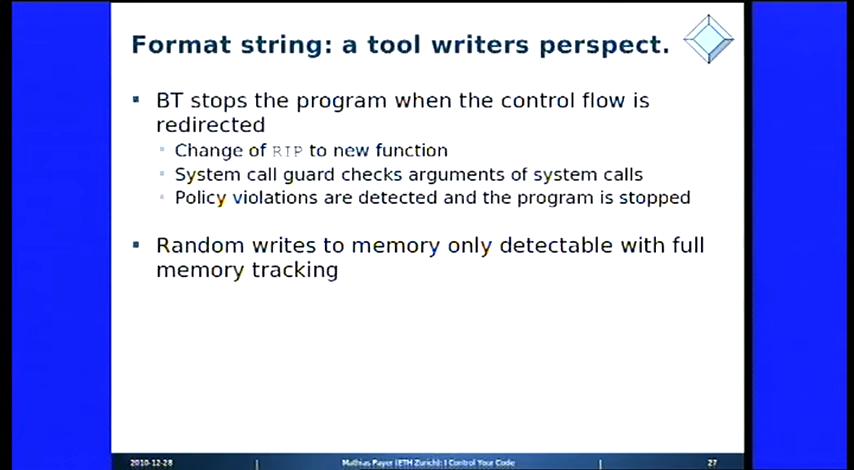 Format string: a tool writers perspect.
BT stops the program when the control flow is
redirected
Change of RIP to new function
System call guard checks arguments of system calls
Policy violations are detected and the program is stopped
Random writes to memory only detectable with full
memory tracking
2010-12-28
Mathias Payer (ETH Zurich): I Control Your Code
27